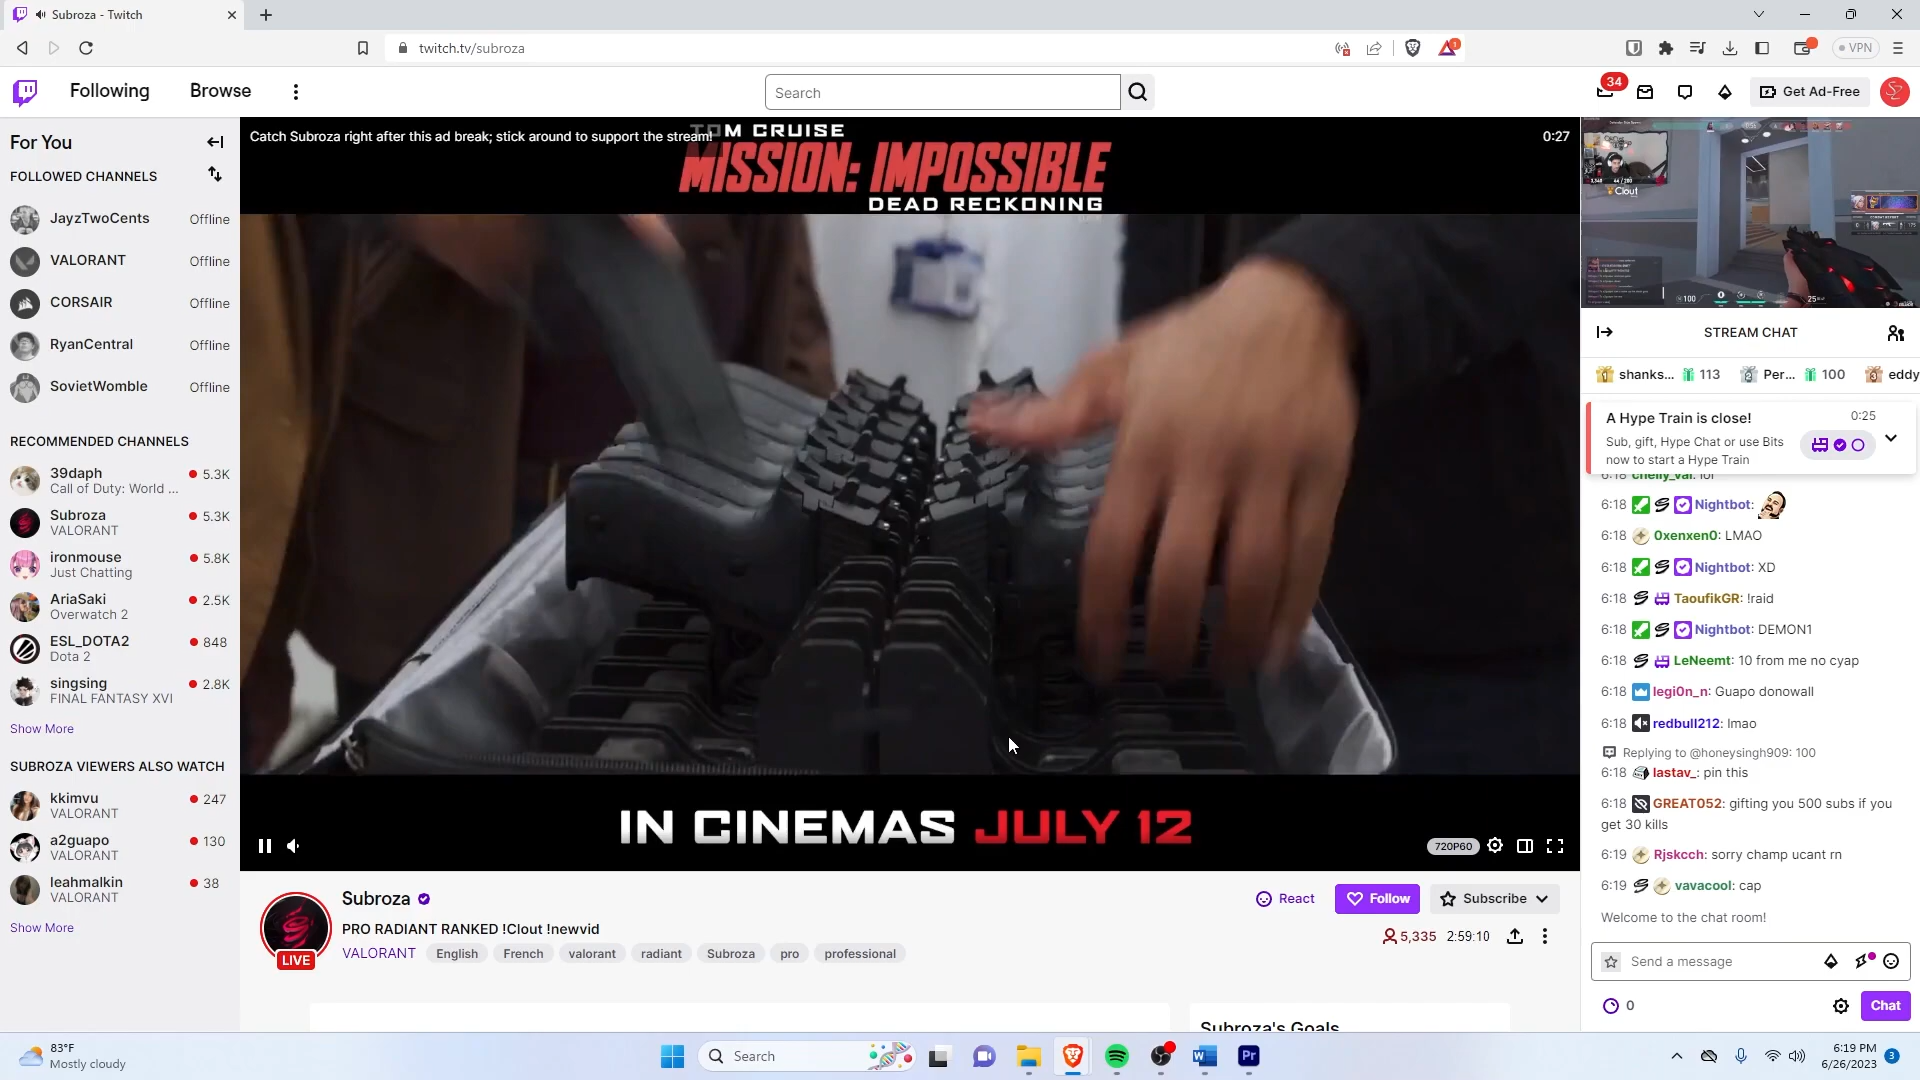 Subroza - Twitch
twitch.tv/subroza
VPN
Following
Browse
Search
34
Get Ad-Free
For You
FOLLOWED CHANNELS
JayzTwoCents
Offline
VALORANT
Offline
CORSAIR
Offline
RyanCentral
Offline
SovietWomble
Offline
RECOMMENDED CHANNELS
39daph
5.3K
Call of Duty: World ...
Subroza
5.3K
VALORANT
ironmouse
5.8K
Just Chatting
AriaSaki
2.5K
Overwatch 2
ESL_DOTA2
848
Dota 2
singsing
2.8K
FINAL FANTASY XVI
Show More
SUBROZA VIEWERS ALSO WATCH
kkimvu
247
VALORANT
a2guapo
130
VALORANT
leahmalkin
38
VALORANT
Show More
Catch Subroza right after this ad break; stick around to support the stream!
0:27
TOM CRUISE
MISSION: IMPOSSIBLE
DEAD RECKONING
IN CINEMAS JULY 12
720P60
Subroza
PRO RADIANT RANKED !Clout !newvid
VALORANT English French valorant radiant Subroza pro professional
LIVE
React
Follow
Subscribe
5,335
2:59:10
Subroza's Goals
Clout
100
25
STREAM CHAT
shanks... 113
Per... 100
eddy
A Hype Train is close!
0:25
Sub, gift, Hype Chat or use Bits
now to start a Hype Train
6:18 chelly_val: lol
6:18 Nightbot:
6:18 0xenxen0: LMAO
6:18 Nightbot: XD
6:18 TaoufikGR: !raid
6:18 Nightbot: DEMON1
6:18 LeNeemt: 10 from me no cyap
6:18 legi0n_n: Guapo donowall
6:18 redbull212: lmao
Replying to @honeysingh909: 100
6:18 lastav_: pin this
6:18 GREAT052: gifting you 500 subs if you
get 30 kills
6:19 Rjskcch: sorry champ ucant rn
6:19 vavacool: cap
Welcome to the chat room!
Send a message
0
Chat
83°F
Mostly cloudy
Search
Pr
6:19 PM
6/26/2023
3